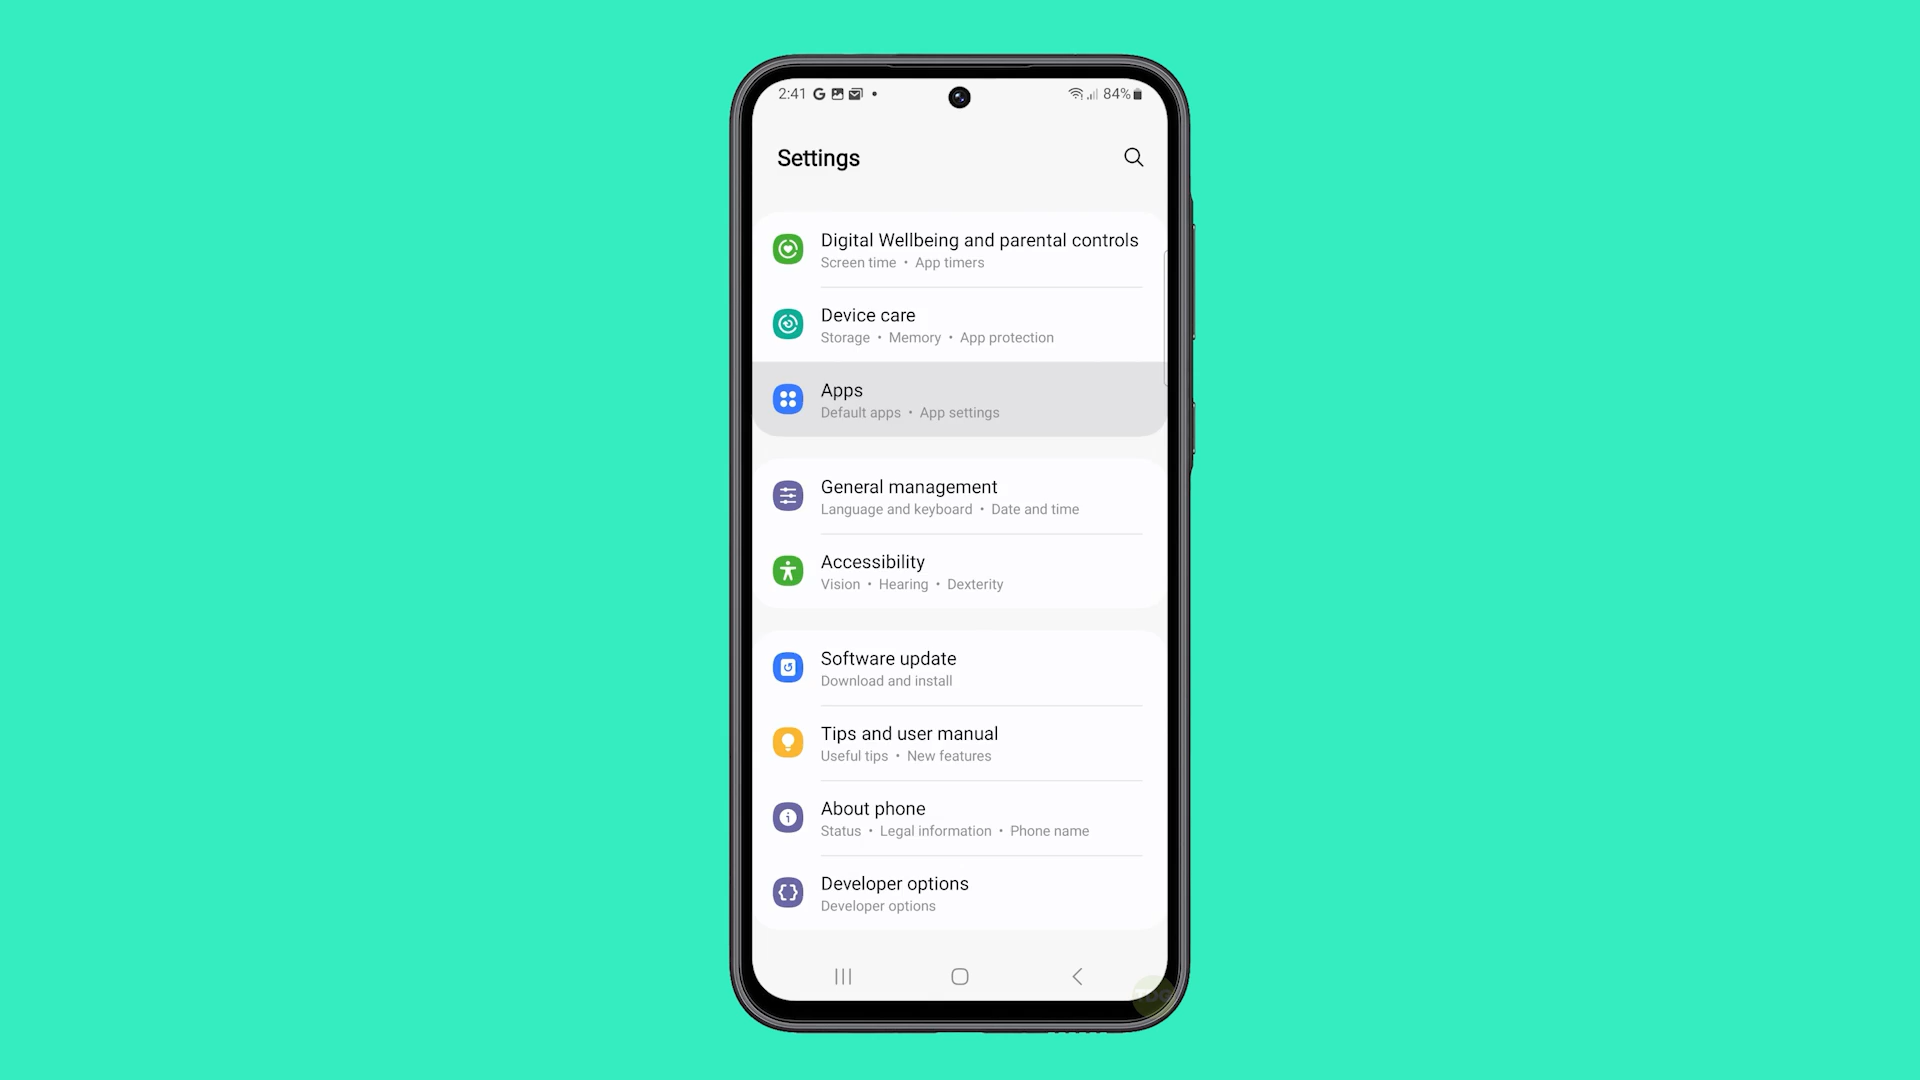 2:41
84%
Settings
Digital Wellbeing and parental controls
Screen time • App timers
Device care
Storage • Memory • App protection
Apps
Default apps • App settings
General management
Language and keyboard • Date and time
Accessibility
Vision • Hearing • Dexterity
Software update
Download and install
Tips and user manual
Useful tips • New features
About phone
Status • Legal information • Phone name
Developer options
Developer options